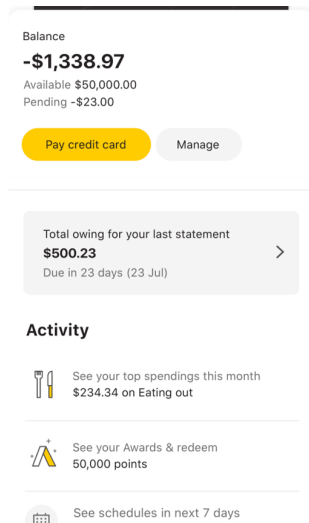 Balance
-$1,338.97
Available $50,000.00
Pending -$23.00
Pay credit card
Manage
Total owing for your last statement
$500.23
Due in 23 days (23 Jul)
Activity
See your top spendings this month
$234.34 on Eating out
See your Awards & redeem
50,000 points
See schedules in next 7 days